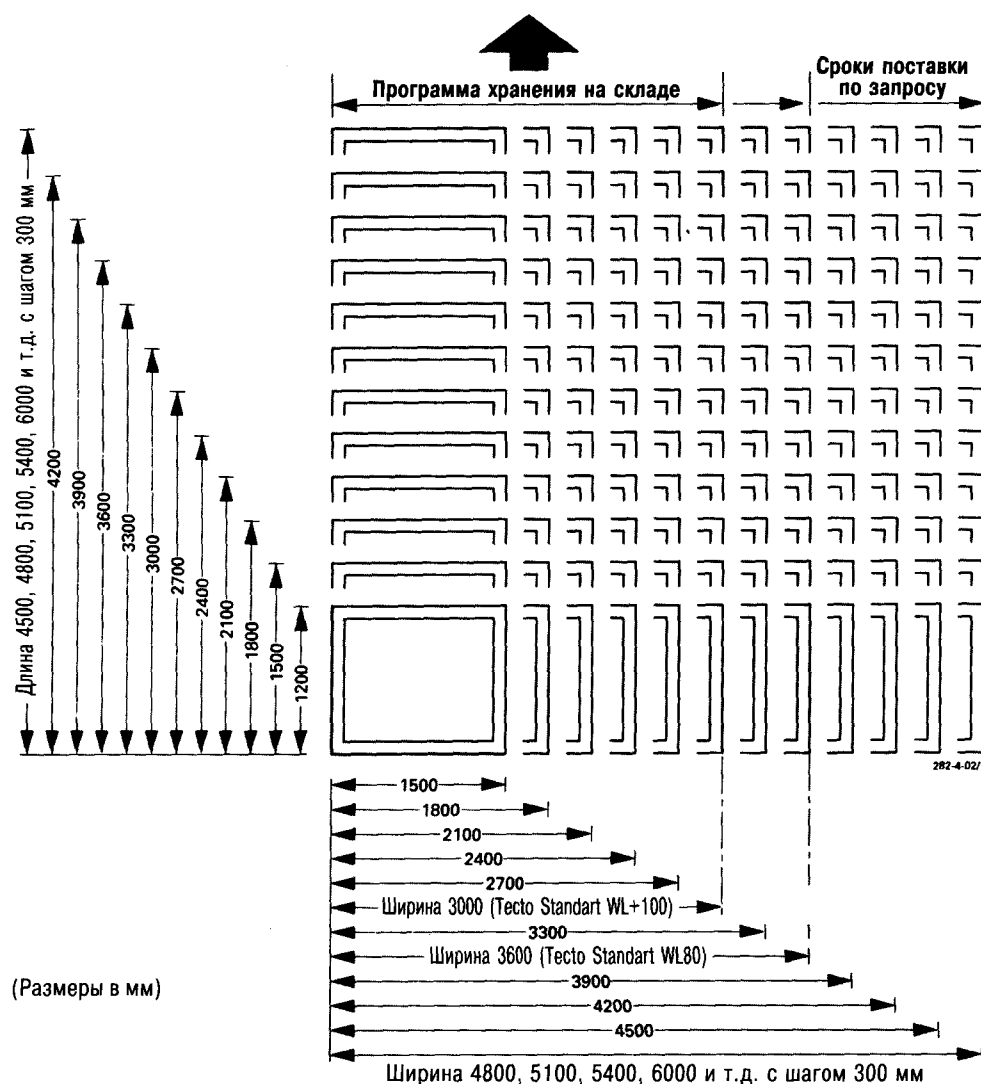 Программа хранения на складе
Сроки поставки
по запросу
Длина 4500, 4800, 5100, 5400, 6000 и т.д. с шагом 300 мм
4200
3900
3600
3300
3000
2700
2400
2100
1800
1500
1200
282-4-02/
1500
1800
2100
2400
2700
Ширина 3000 (Tecto Standart WL+100)
3300
Ширина 3600 (Tecto Standart WL80)
3900
(Размеры в мм)
4200
4500
Ширина 4800, 5100, 5400, 6000 и т.д. с шагом 300 мм